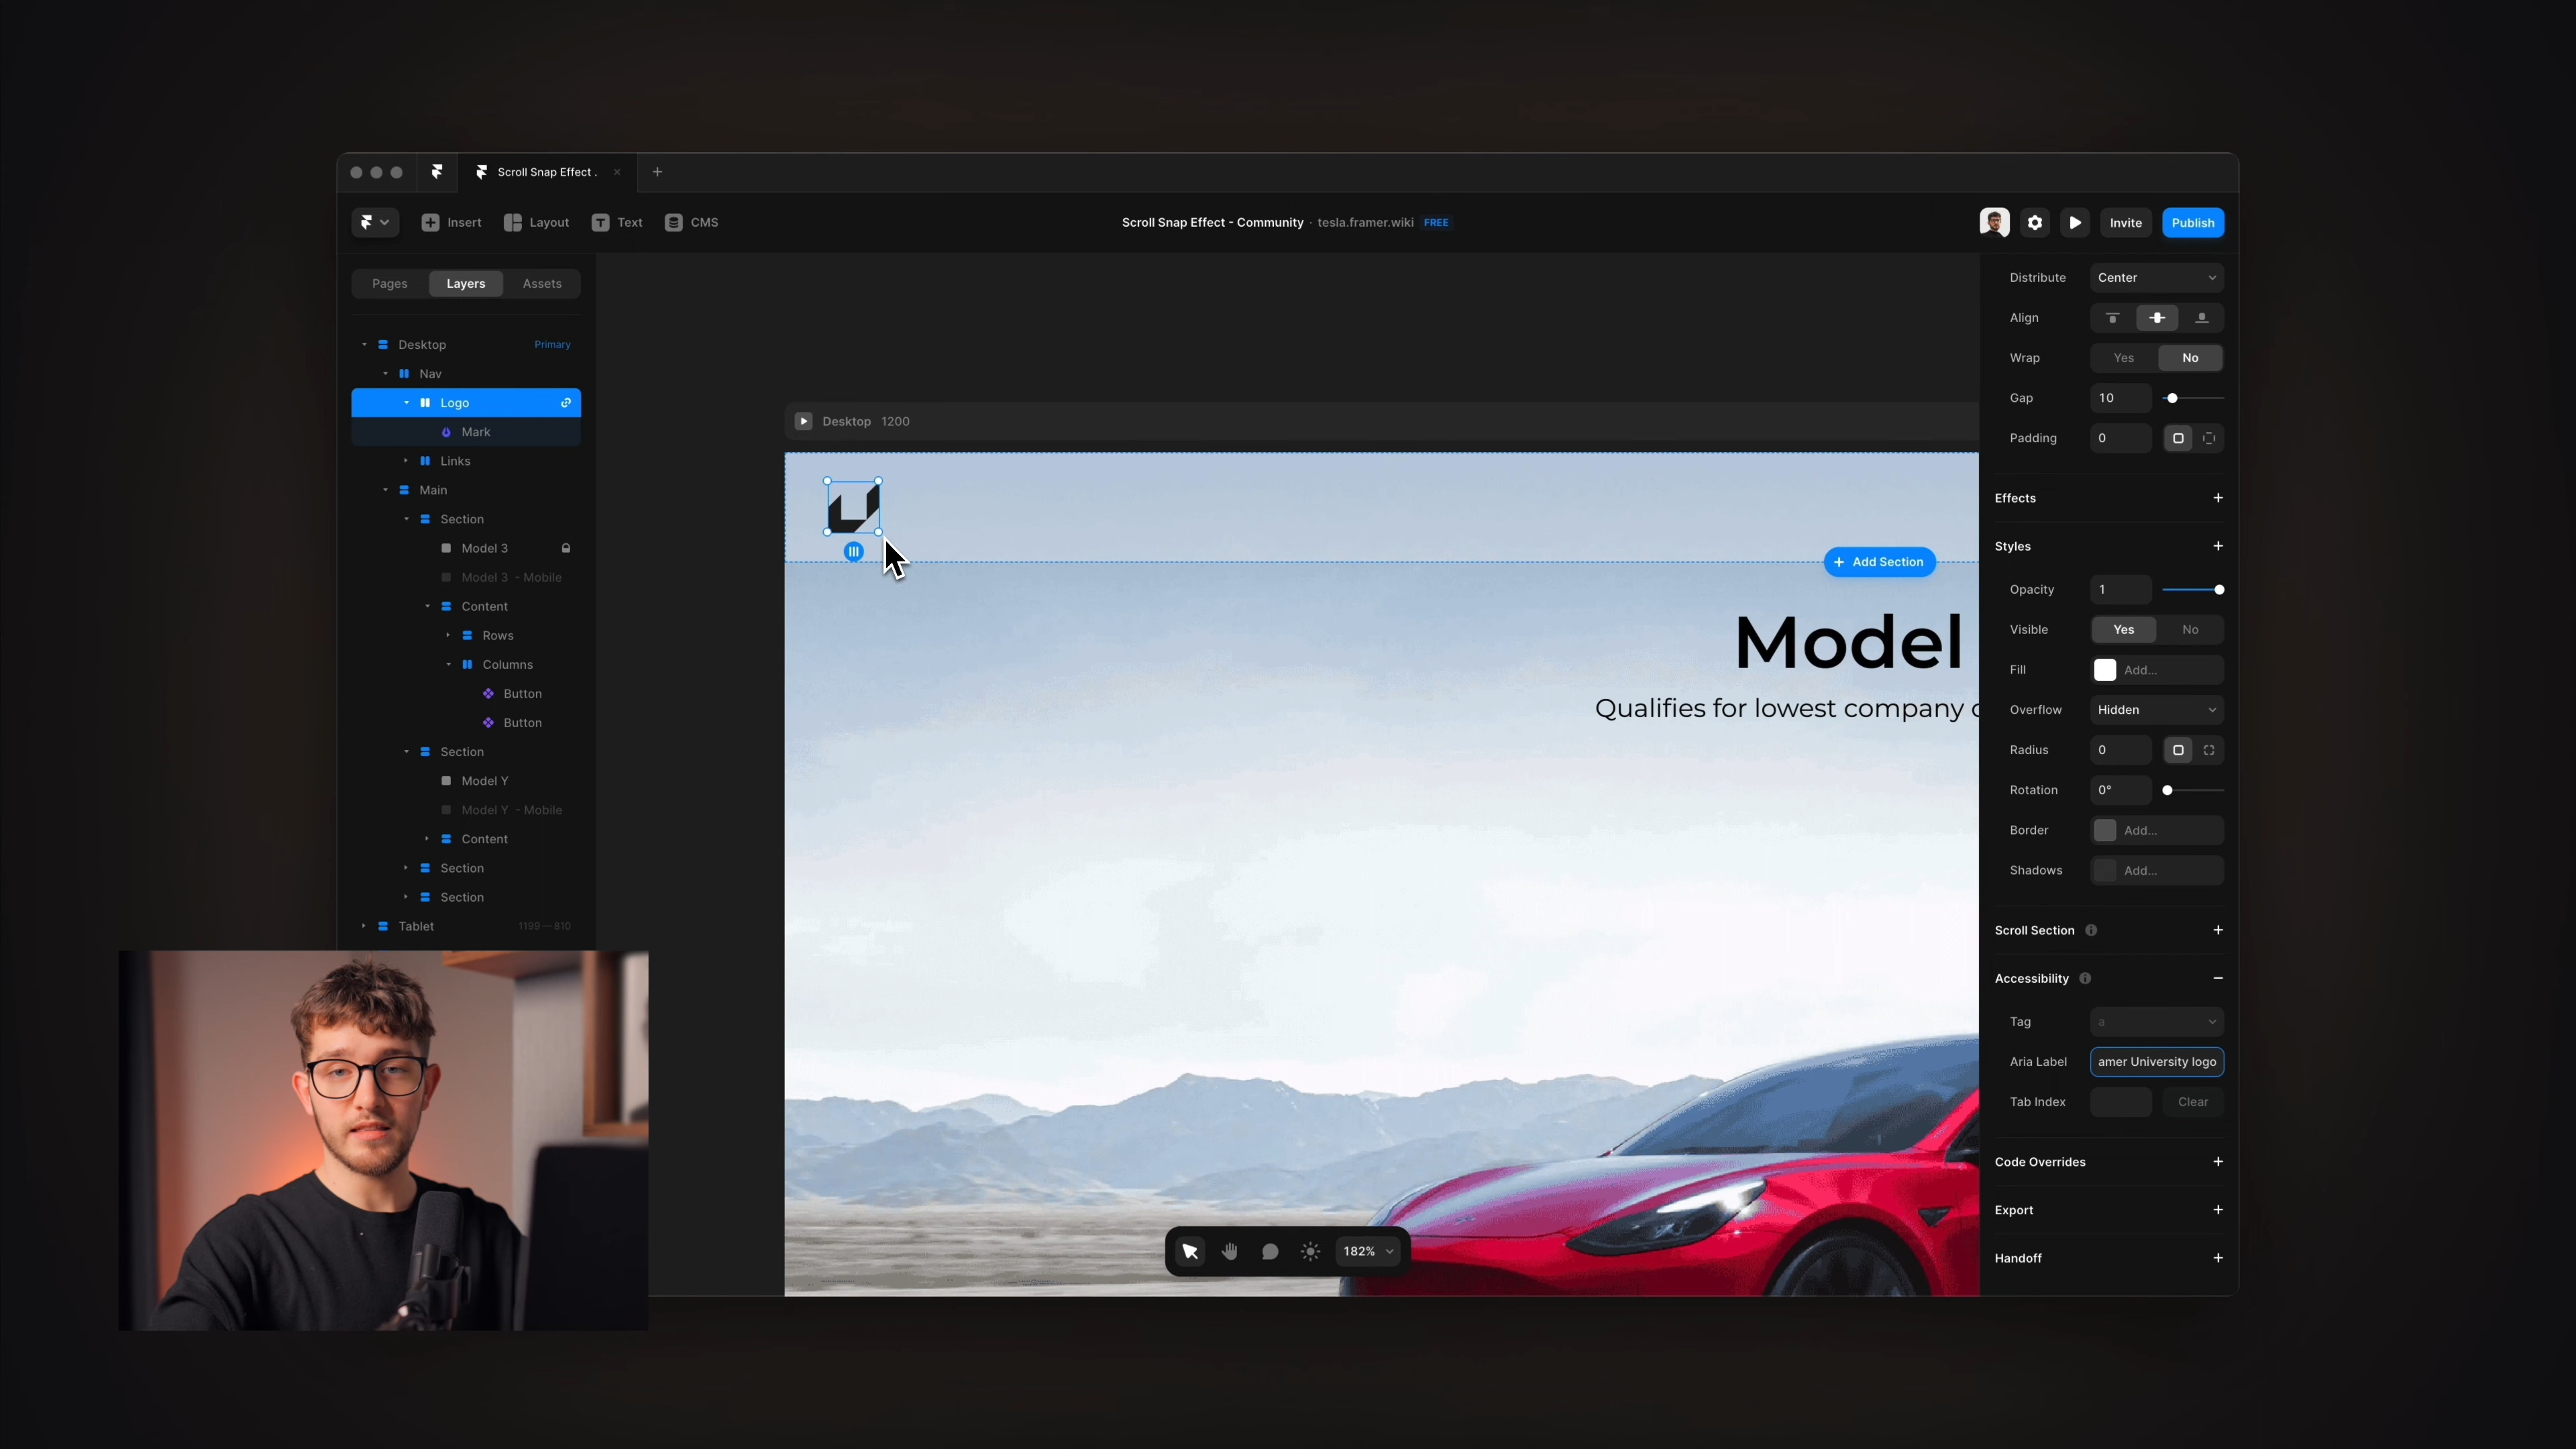 Scroll Snap Effect .
Insert
Layout
Text
CMS
Scroll Snap Effect - Community · tesla.framer.wiki FREE
Invite
Publish
Pages
Layers
Assets
Desktop
Primary
Nav
Logo
Mark
Links
Main
Section
Model 3
Model 3 - Mobile
Content
Rows
Columns
Button
Button
Section
Model Y
Model Y - Mobile
Content
Section
Section
Tablet
1199—810
Desktop 1200
Add Section
Model
Qualifies for lowest company
182%
Distribute
Center
Align
Wrap
Yes
No
Gap
10
Padding
0
Effects
Styles
Opacity
1
Visible
Yes
No
Fill
Add...
Overflow
Hidden
Radius
0
Rotation
0°
Border
Add...
Shadows
Add...
Scroll Section
Accessibility
Tag
a
Aria Label
amer University logo
Tab Index
Clear
Code Overrides
Export
Handoff